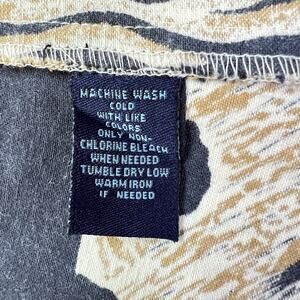 MACHINE WASH
COLD
WITH LIKE
COLORS
ONLY NON-
CHLORINE BLEACH
WHEN NEEDED
TUMBLE DRY LOW
WARM IRON
IF NEEDED